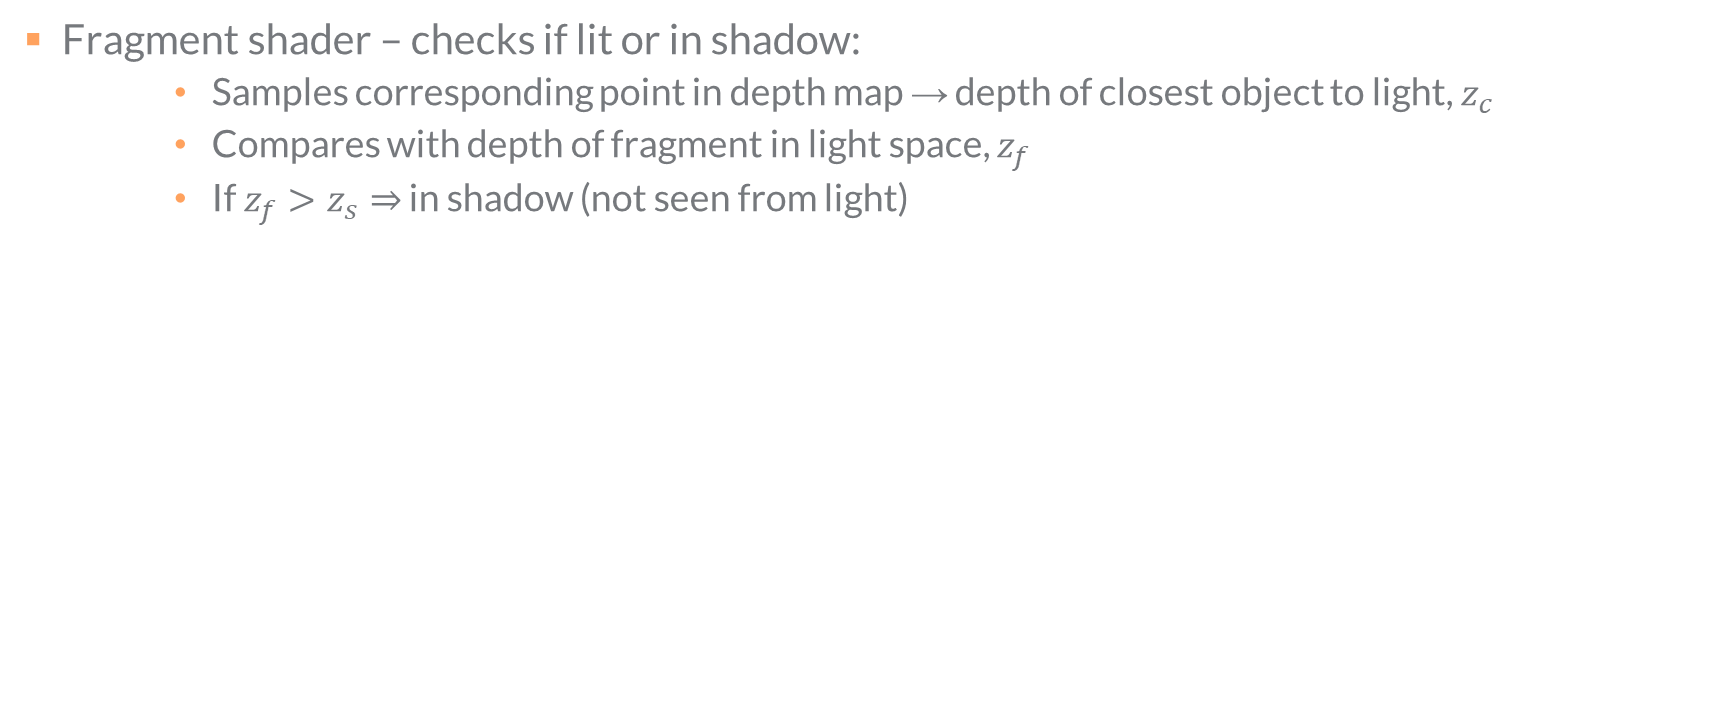 ▪ Fragment shader – checks if lit or in shadow:
• Samples corresponding point in depth map → depth of closest object to light, z_c
• Compares with depth of fragment in light space, z_f
• If z_f > z_s ⇒ in shadow (not seen from light)